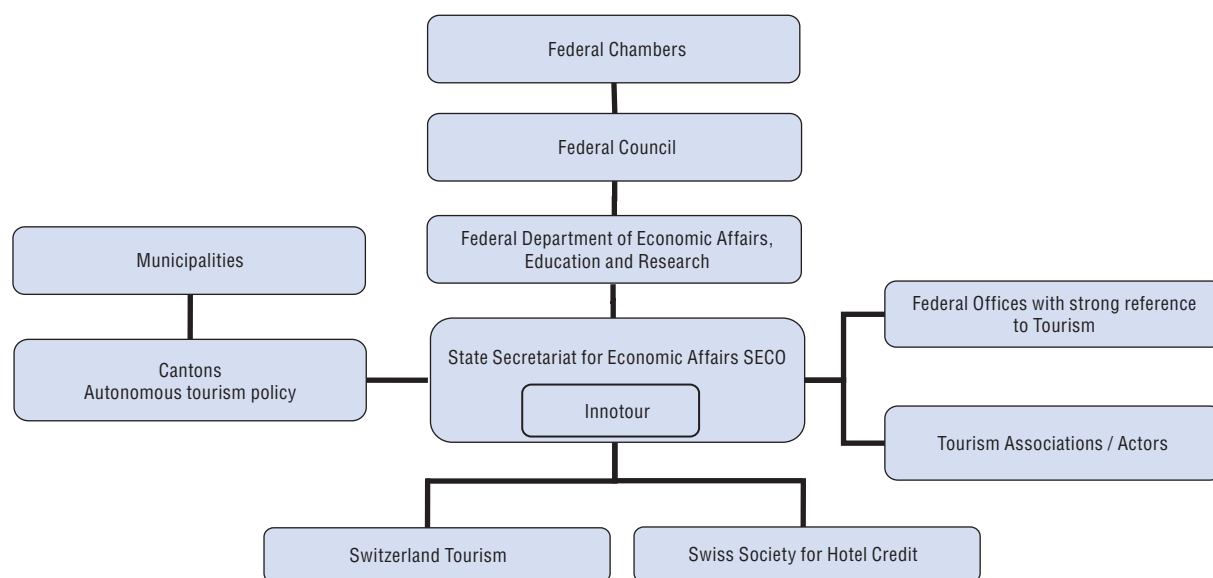 Federal Chambers
Federal Council
Federal Department of Economic Affairs,
Education and Research
Municipalities
Federal Offices with strong reference
to Tourism
Cantons
Autonomous tourism policy
State Secretariat for Economic Affairs SECO
Innotour
Tourism Associations / Actors
Switzerland Tourism
Swiss Society for Hotel Credit